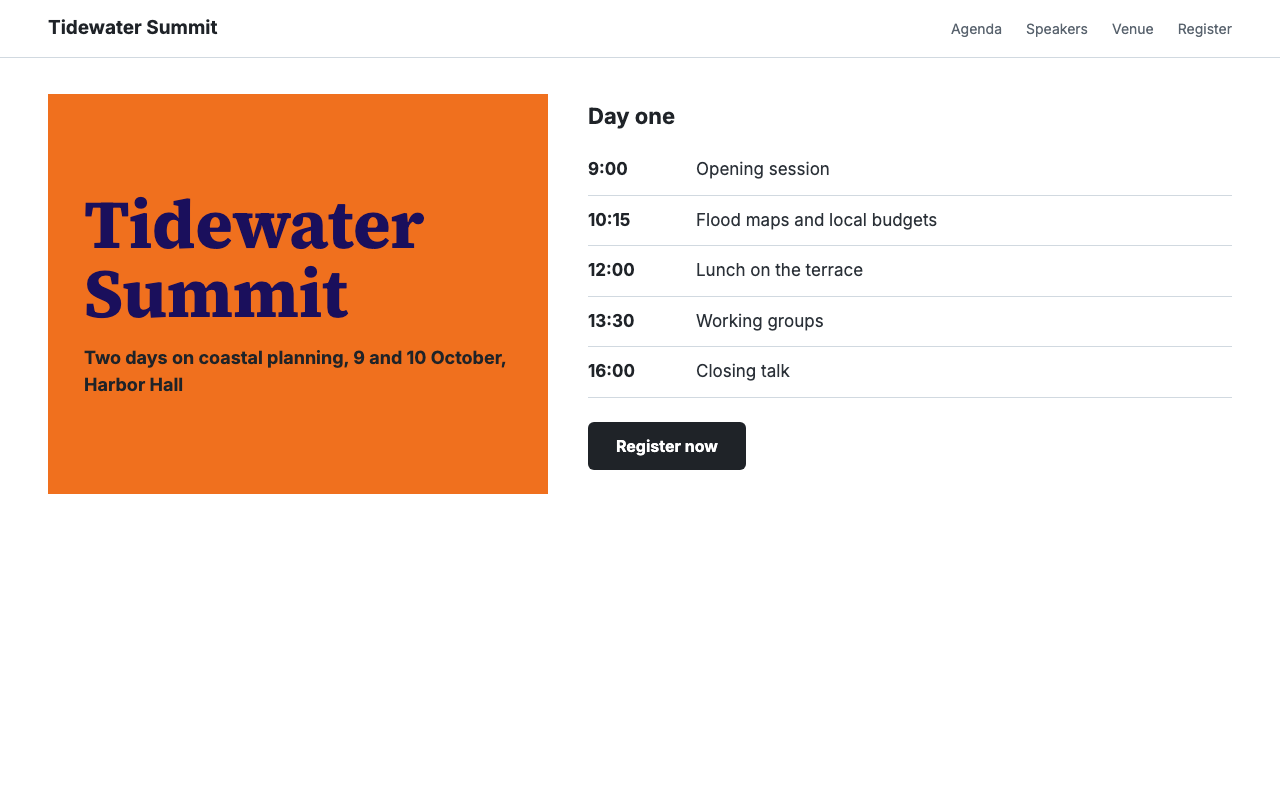 Tidewater Summit
Agenda Speakers Venue Register
Tidewater
Summit
Two days on coastal planning, 9 and 10 October,
Harbor Hall
Day one
9:00 Opening session
10:15 Flood maps and local budgets
12:00 Lunch on the terrace
13:30 Working groups
16:00 Closing talk
Register now